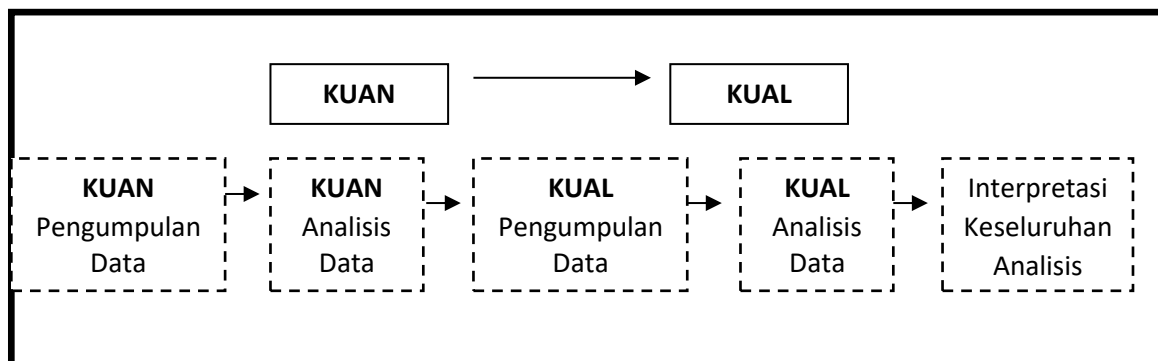 KUAN
KUAL
KUAN
Pengumpulan
Data
KUAN
Analisis
Data
KUAL
Pengumpulan
Data
KUAL
Analisis
Data
Interpretasi
Keseluruhan
Analisis